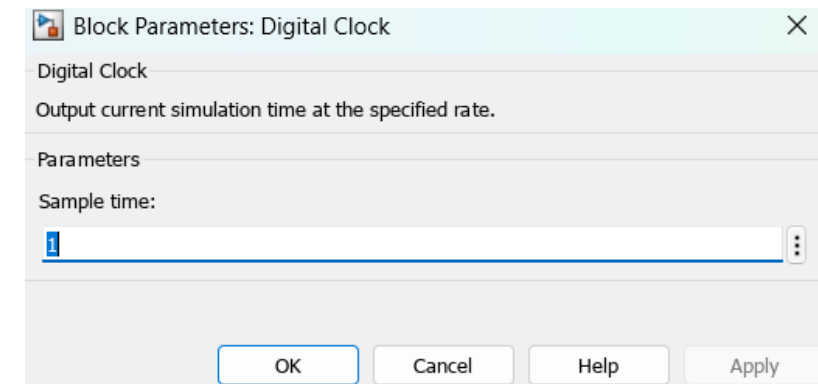 Block Parameters: Digital Clock
Digital Clock
Output current simulation time at the specified rate.
Parameters
Sample time:
1
OK Cancel Help Apply